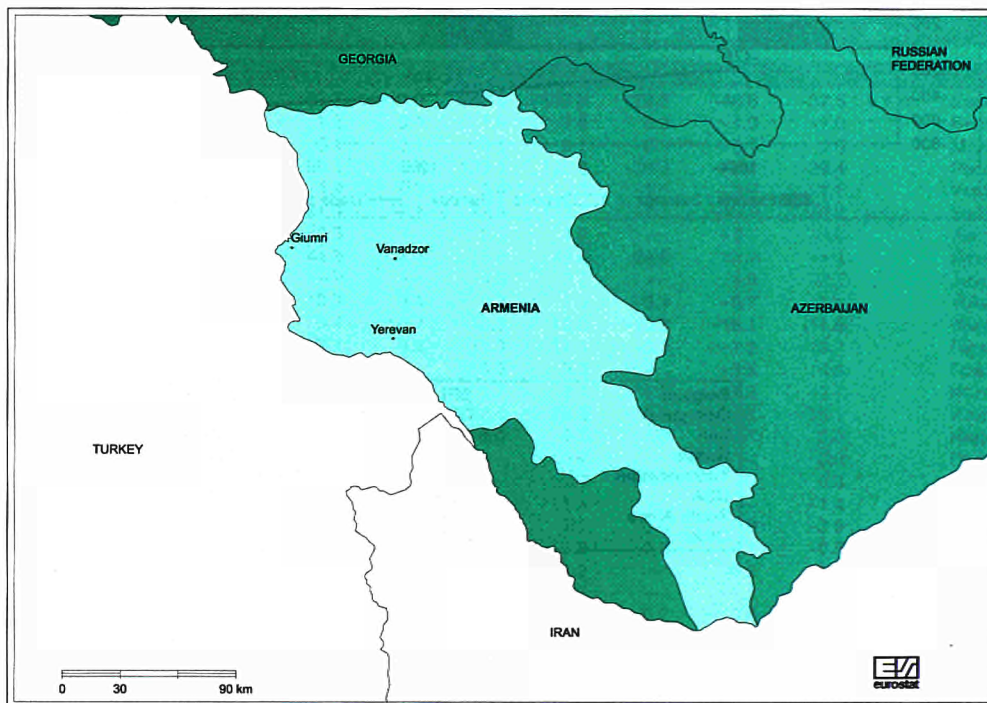 GEORGIA
RUSSIAN
FEDERATION
Giumri
Vanadzor
ARMENIA
AZERBAIJAN
Yerevan
TURKEY
IRAN
0 30 90 km
eurostat